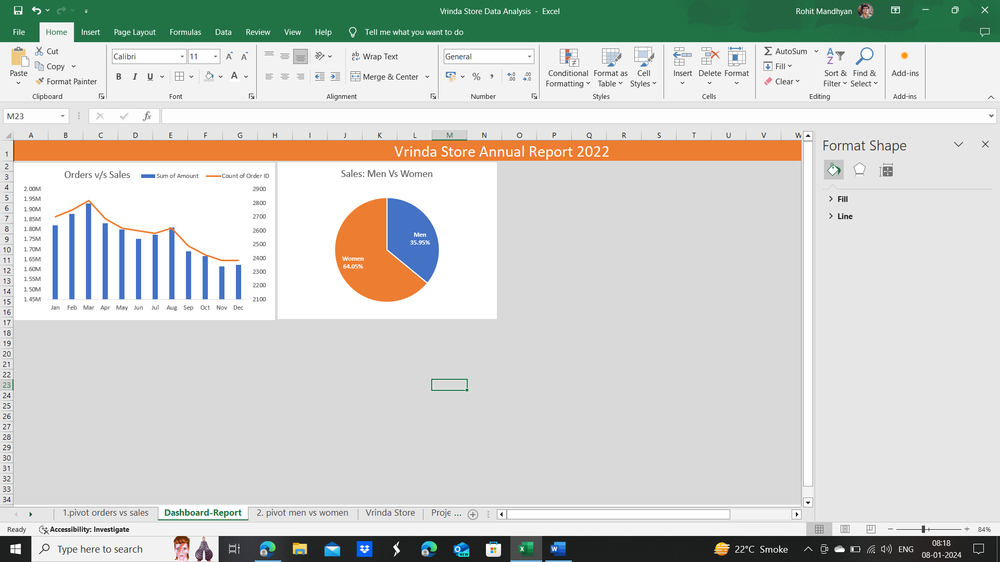 Vrinda Store Data Analysis - Excel
Rohit Mandhyan
File Home Insert Page Layout Formulas Data Review View Help Tell me what you want to do
Paste
Cut
Copy
Format Painter
Clipboard
Calibri 11
B I U A
Font
Wrap Text
Merge & Center
Alignment
General
% ,
Number
Conditional Formatting
Format as Table
Cell Styles
Styles
Insert Delete Format
Cells
AutoSum
Fill
Clear
Sort & Filter
Find & Select
Editing
Add-ins
Add-ins
M23 fx
A B C D E F G H I J K L M N O P Q R S T U V W
1
2
3
4
5
6
7
8
9
10
11
12
13
14
15
16
17
18
19
20
21
22
23
24
25
26
27
28
29
30
31
32
33
34
Vrinda Store Annual Report 2022
Orders v/s Sales Sum of Amount Count of Order ID
2.00M
1.95M
1.90M
1.85M
1.80M
1.75M
1.70M
1.65M
1.60M
1.55M
1.50M
1.45M
2900
2800
2700
2600
2500
2400
2300
2200
2100
Jan Feb Mar Apr May Jun Jul Aug Sep Oct Nov Dec
Sales: Men Vs Women
Men
35.95%
Women
64.05%
Format Shape
Fill
Line
1.pivot orders vs sales Dashboard-Report 2. pivot men vs women Vrinda Store Proje ...
Ready Accessibility: Investigate
84%
Type here to search
NEW
22°C Smoke
ENG
08:18
08-01-2024